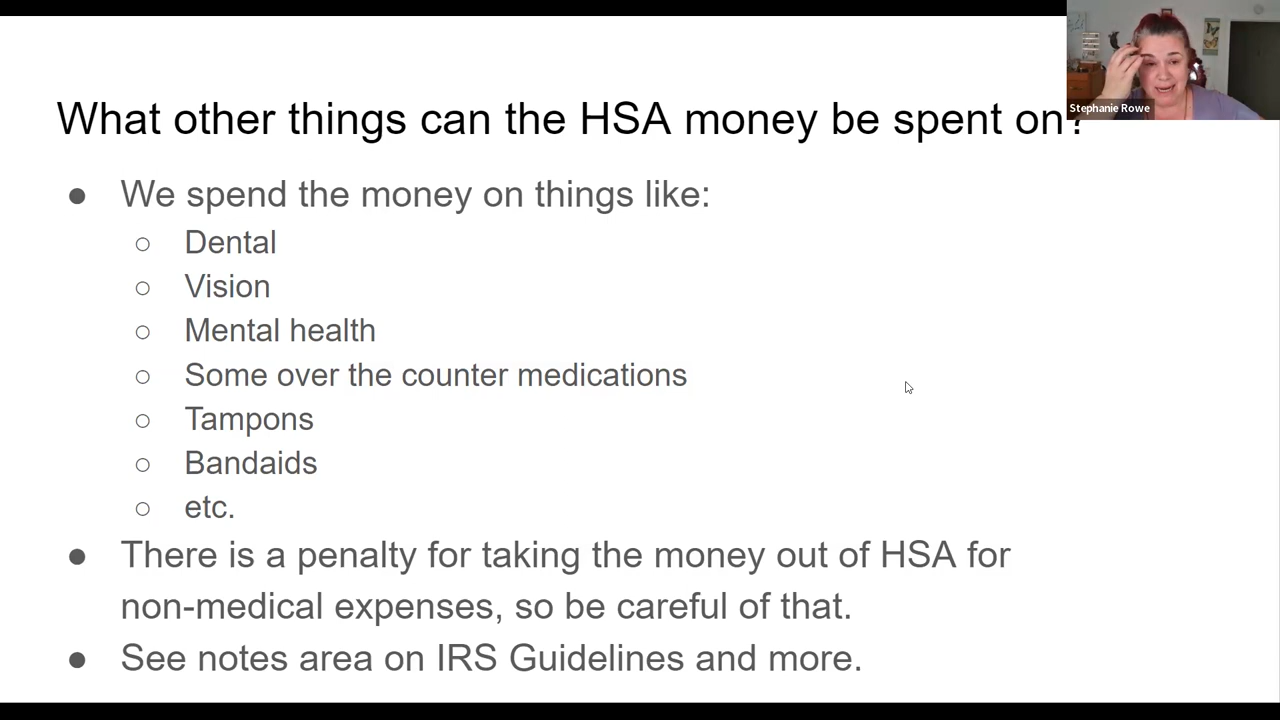 What other things can the HSA money be spent on?
Stephanie Rowe
● We spend the money on things like:
○ Dental
○ Vision
○ Mental health
○ Some over the counter medications
○ Tampons
○ Bandaids
○ etc.
● There is a penalty for taking the money out of HSA for
non-medical expenses, so be careful of that.
● See notes area on IRS Guidelines and more.